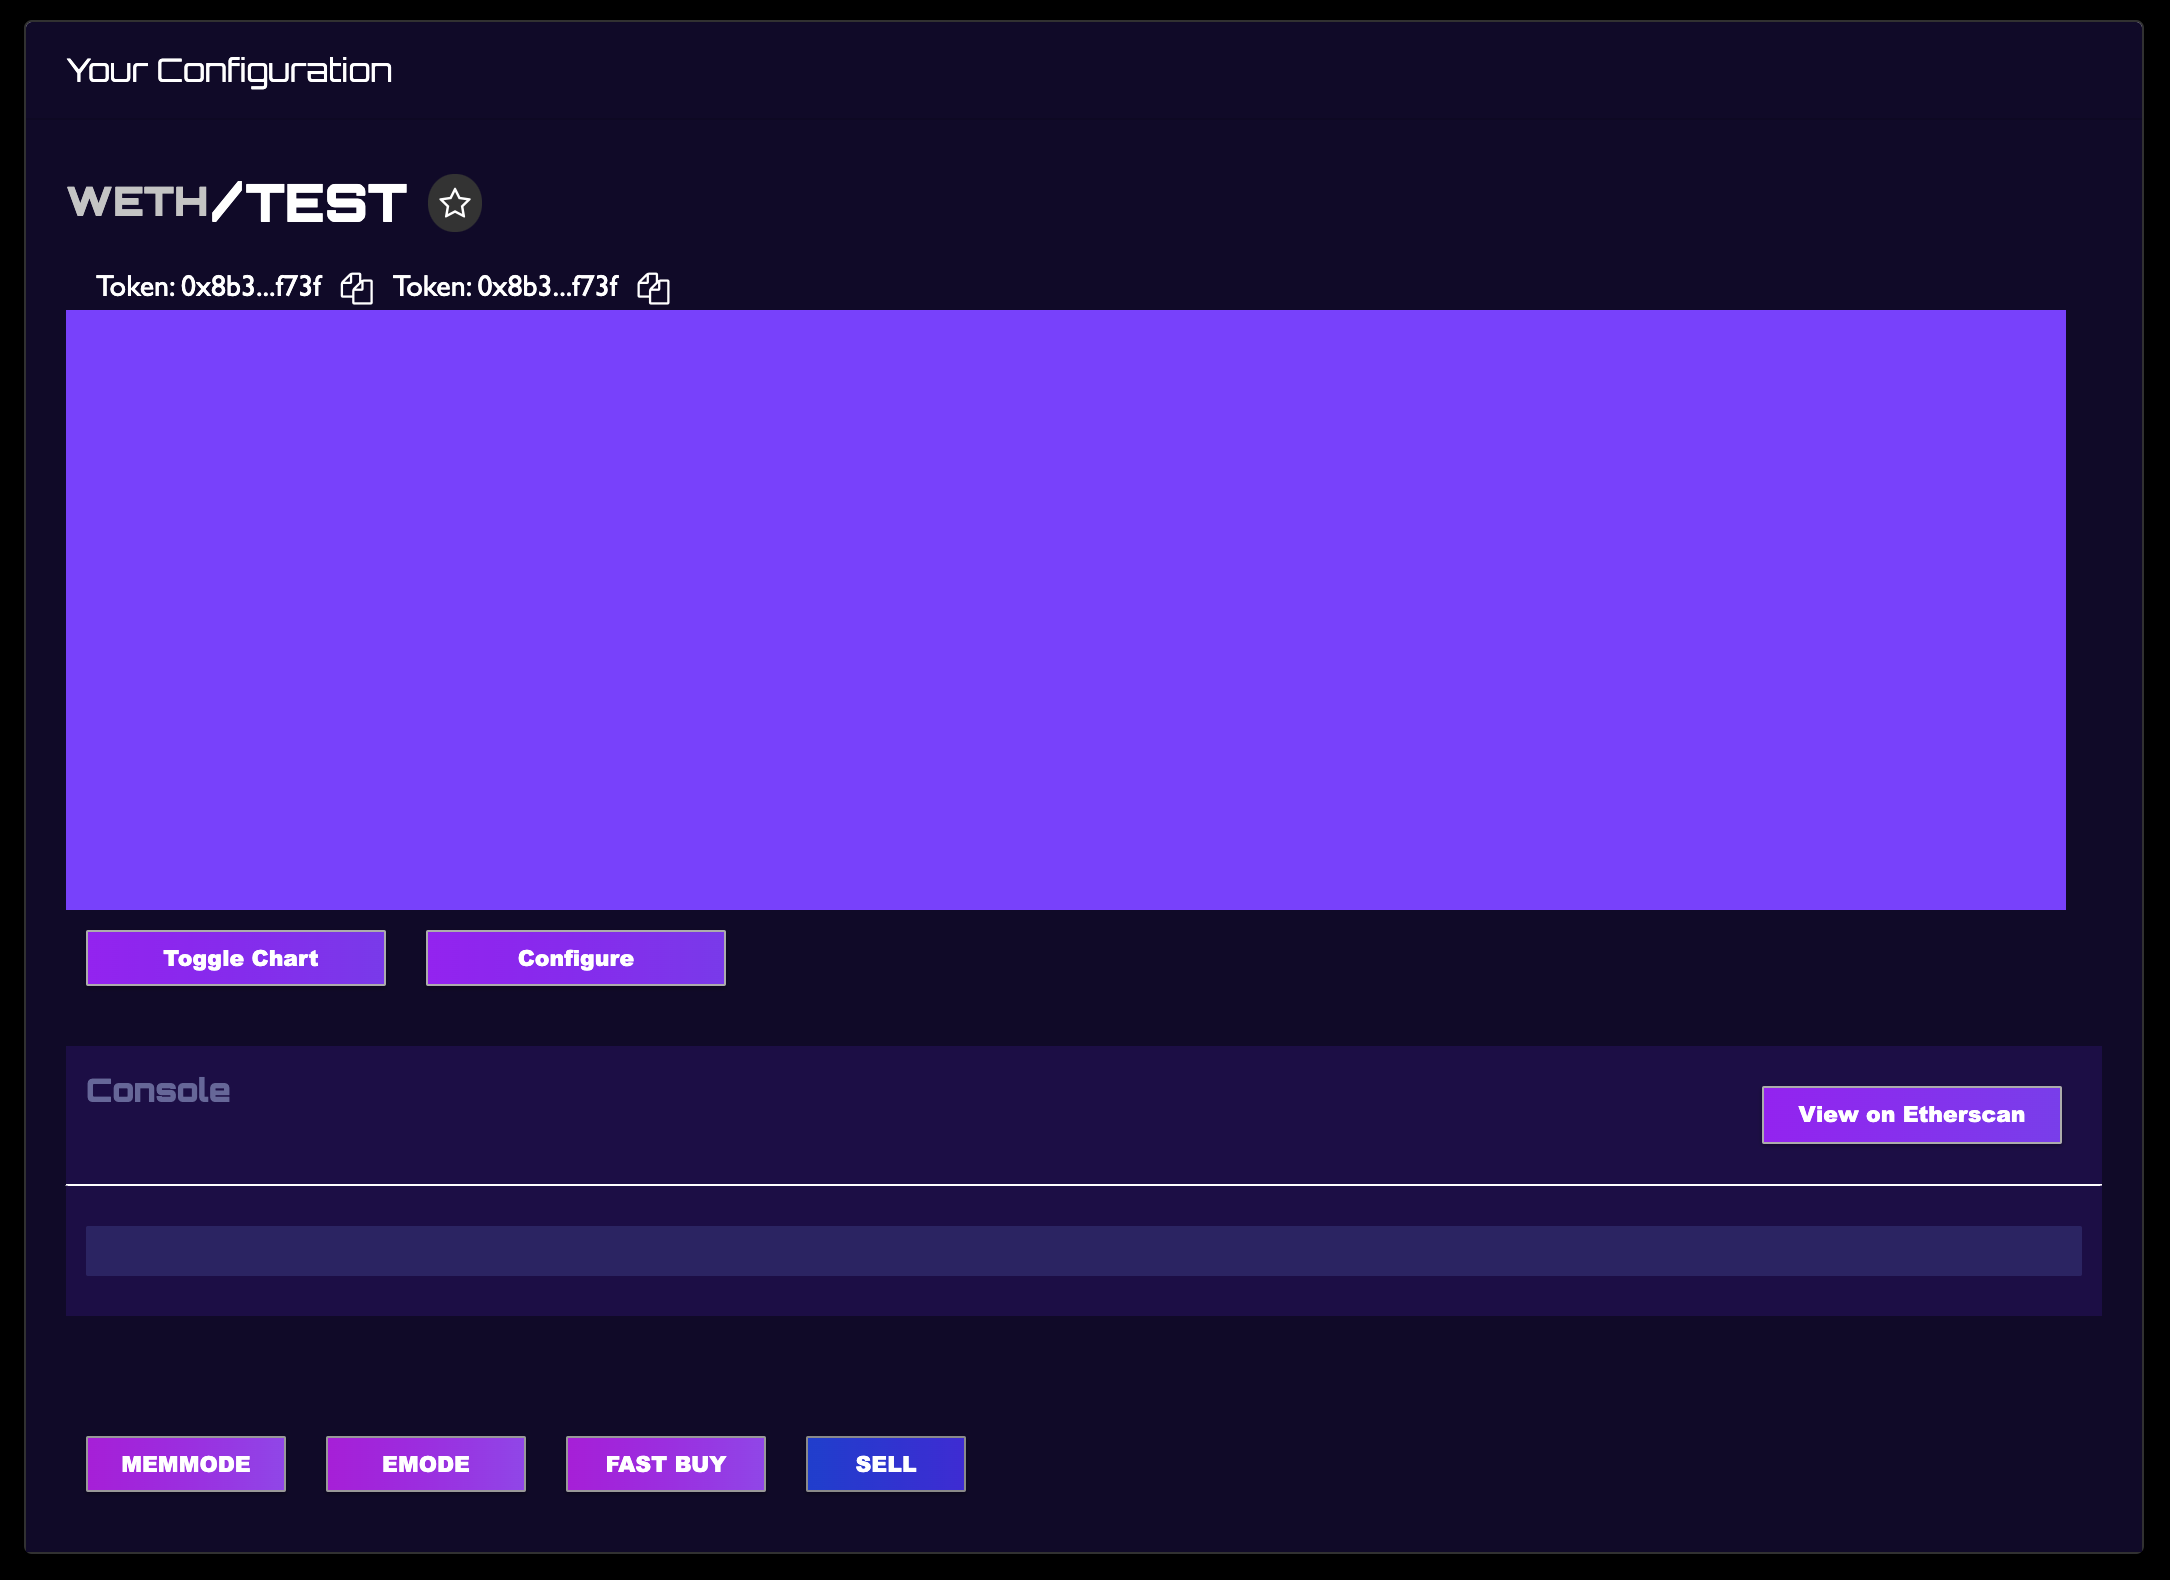 Your Configuration
WETH/TEST
Token: 0x8b3...f73f Token: 0x8b3...f73f
Toggle Chart Configure
Console
View on Etherscan
MEMMODE EMODE FAST BUY SELL